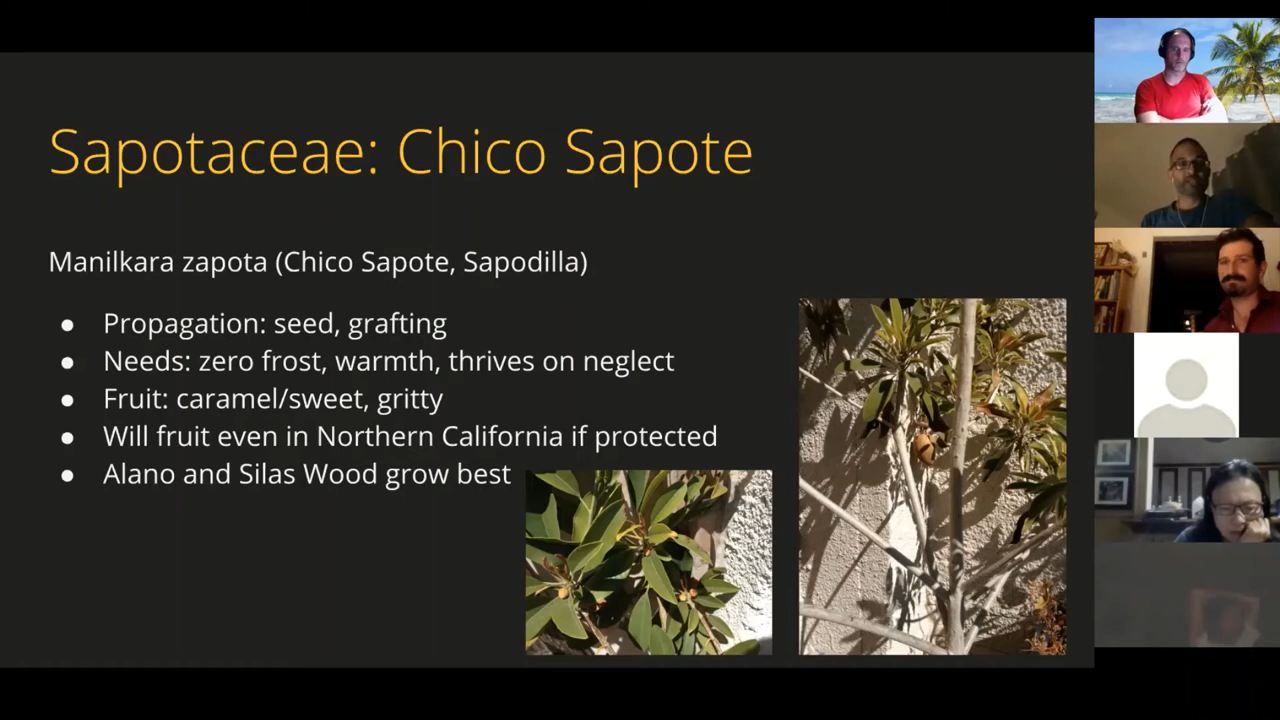 Sapotaceae: Chico Sapote
Manilkara zapota (Chico Sapote, Sapodilla)
● Propagation: seed, grafting
● Needs: zero frost, warmth, thrives on neglect
● Fruit: caramel/sweet, gritty
● Will fruit even in Northern California if protected
● Alano and Silas Wood grow best